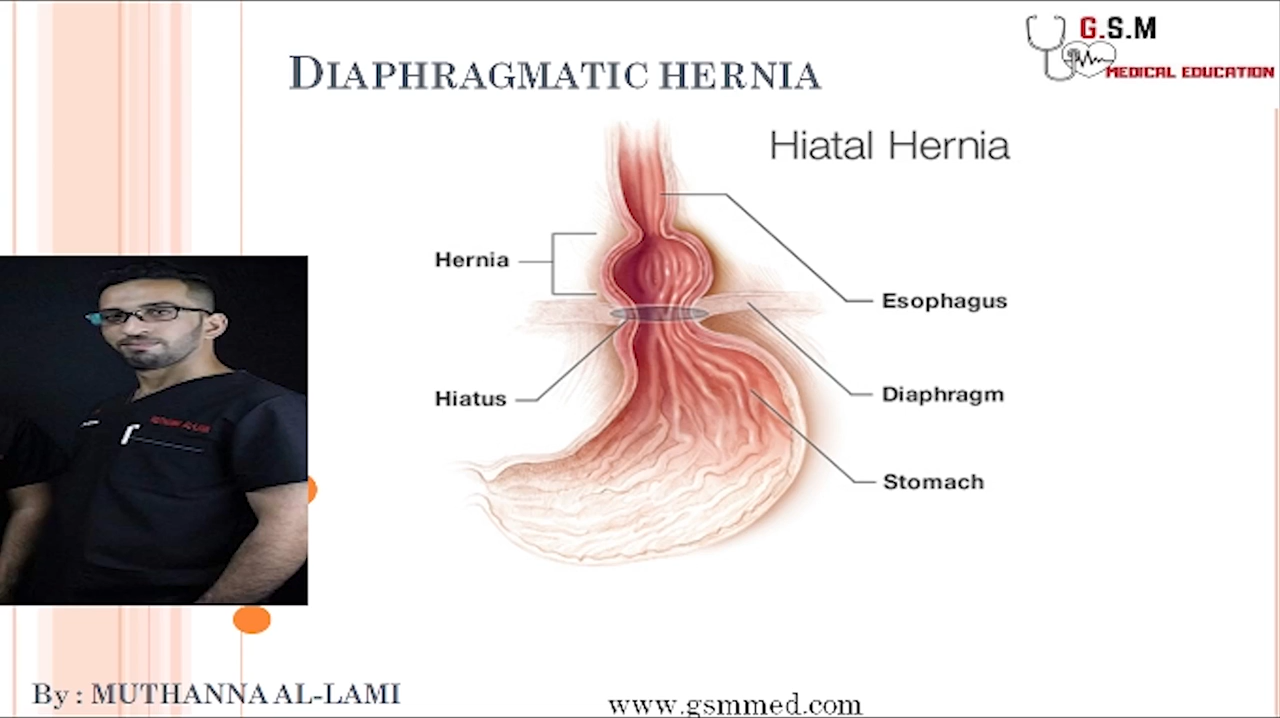 G.S.M
MEDICAL EDUCATION
DIAPHRAGMATIC HERNIA
Hiatal Hernia
Hernia
Esophagus
Hiatus
Diaphragm
Stomach
By : MUTHANNA AL-LAMI
www.gsmmed.com